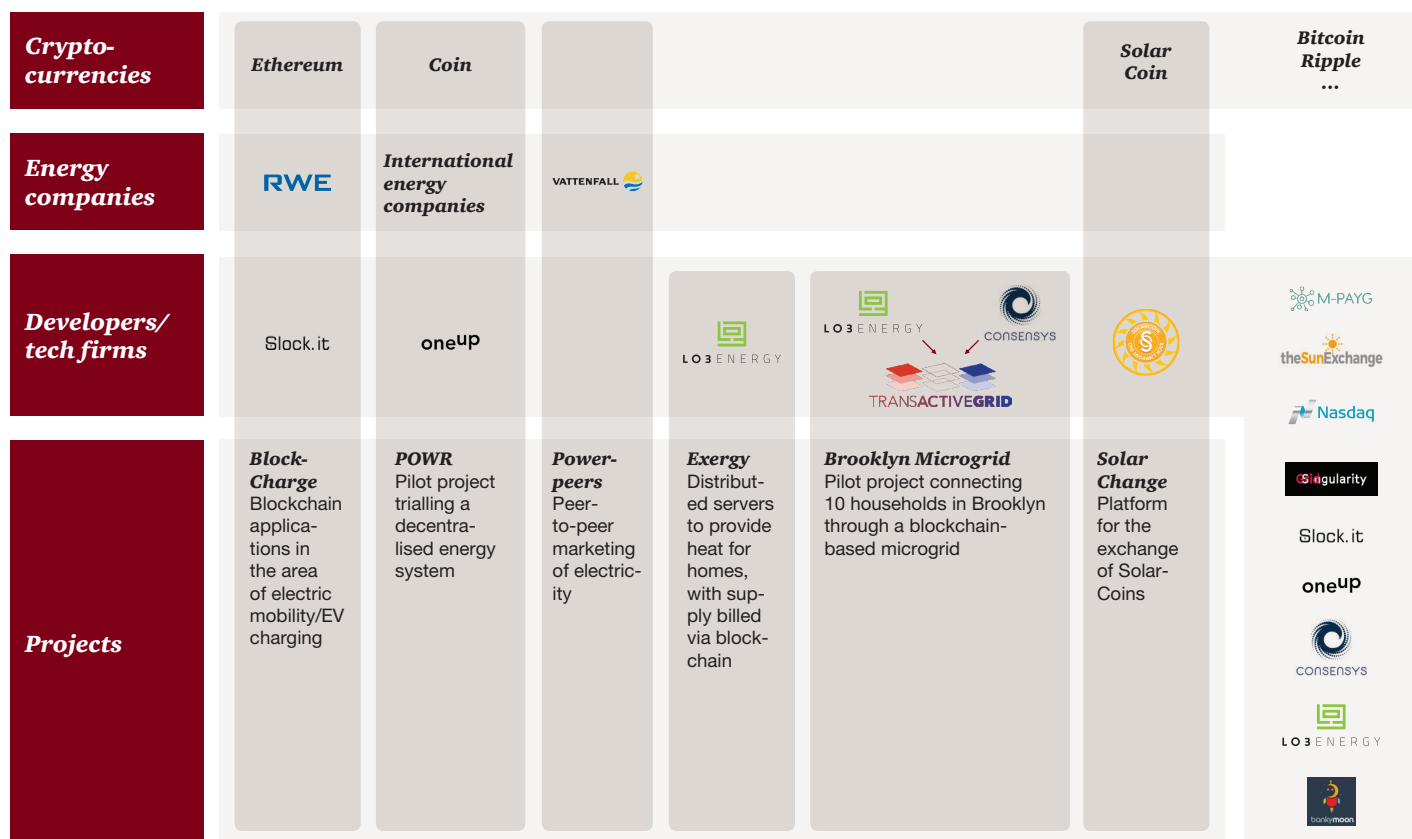 Crypto-
currencies
Ethereum
Coin
Solar
Coin
Bitcoin
Ripple
...
Energy
companies
RWE
International
energy
companies
VATTENFALL
Developers/
tech firms
Slock.it
oneup
LO3ENERGY
LO3ENERGY
CONSENSYS
TRANSACTIVEGRID
M-PAYG
theSunExchange
Nasdaq
Gridsingularity
Slock.it
oneup
CONSENSYS
LO3ENERGY
bankymoon
Projects
Block-
Charge
Blockchain
applica-
tions in
the area
of electric
mobility/EV
charging
POWR
Pilot project
trialling a
decentra-
lised energy
system
Power-
peers
Peer-
to-peer
marketing
of electric-
ity
Exergy
Distribut-
ed servers
to provide
heat for
homes,
with sup-
ply billed
via block-
chain
Brooklyn Microgrid
Pilot project connecting
10 households in Brooklyn
through a blockchain-
based microgrid
Solar
Change
Platform
for the
exchange
of Solar-
Coins